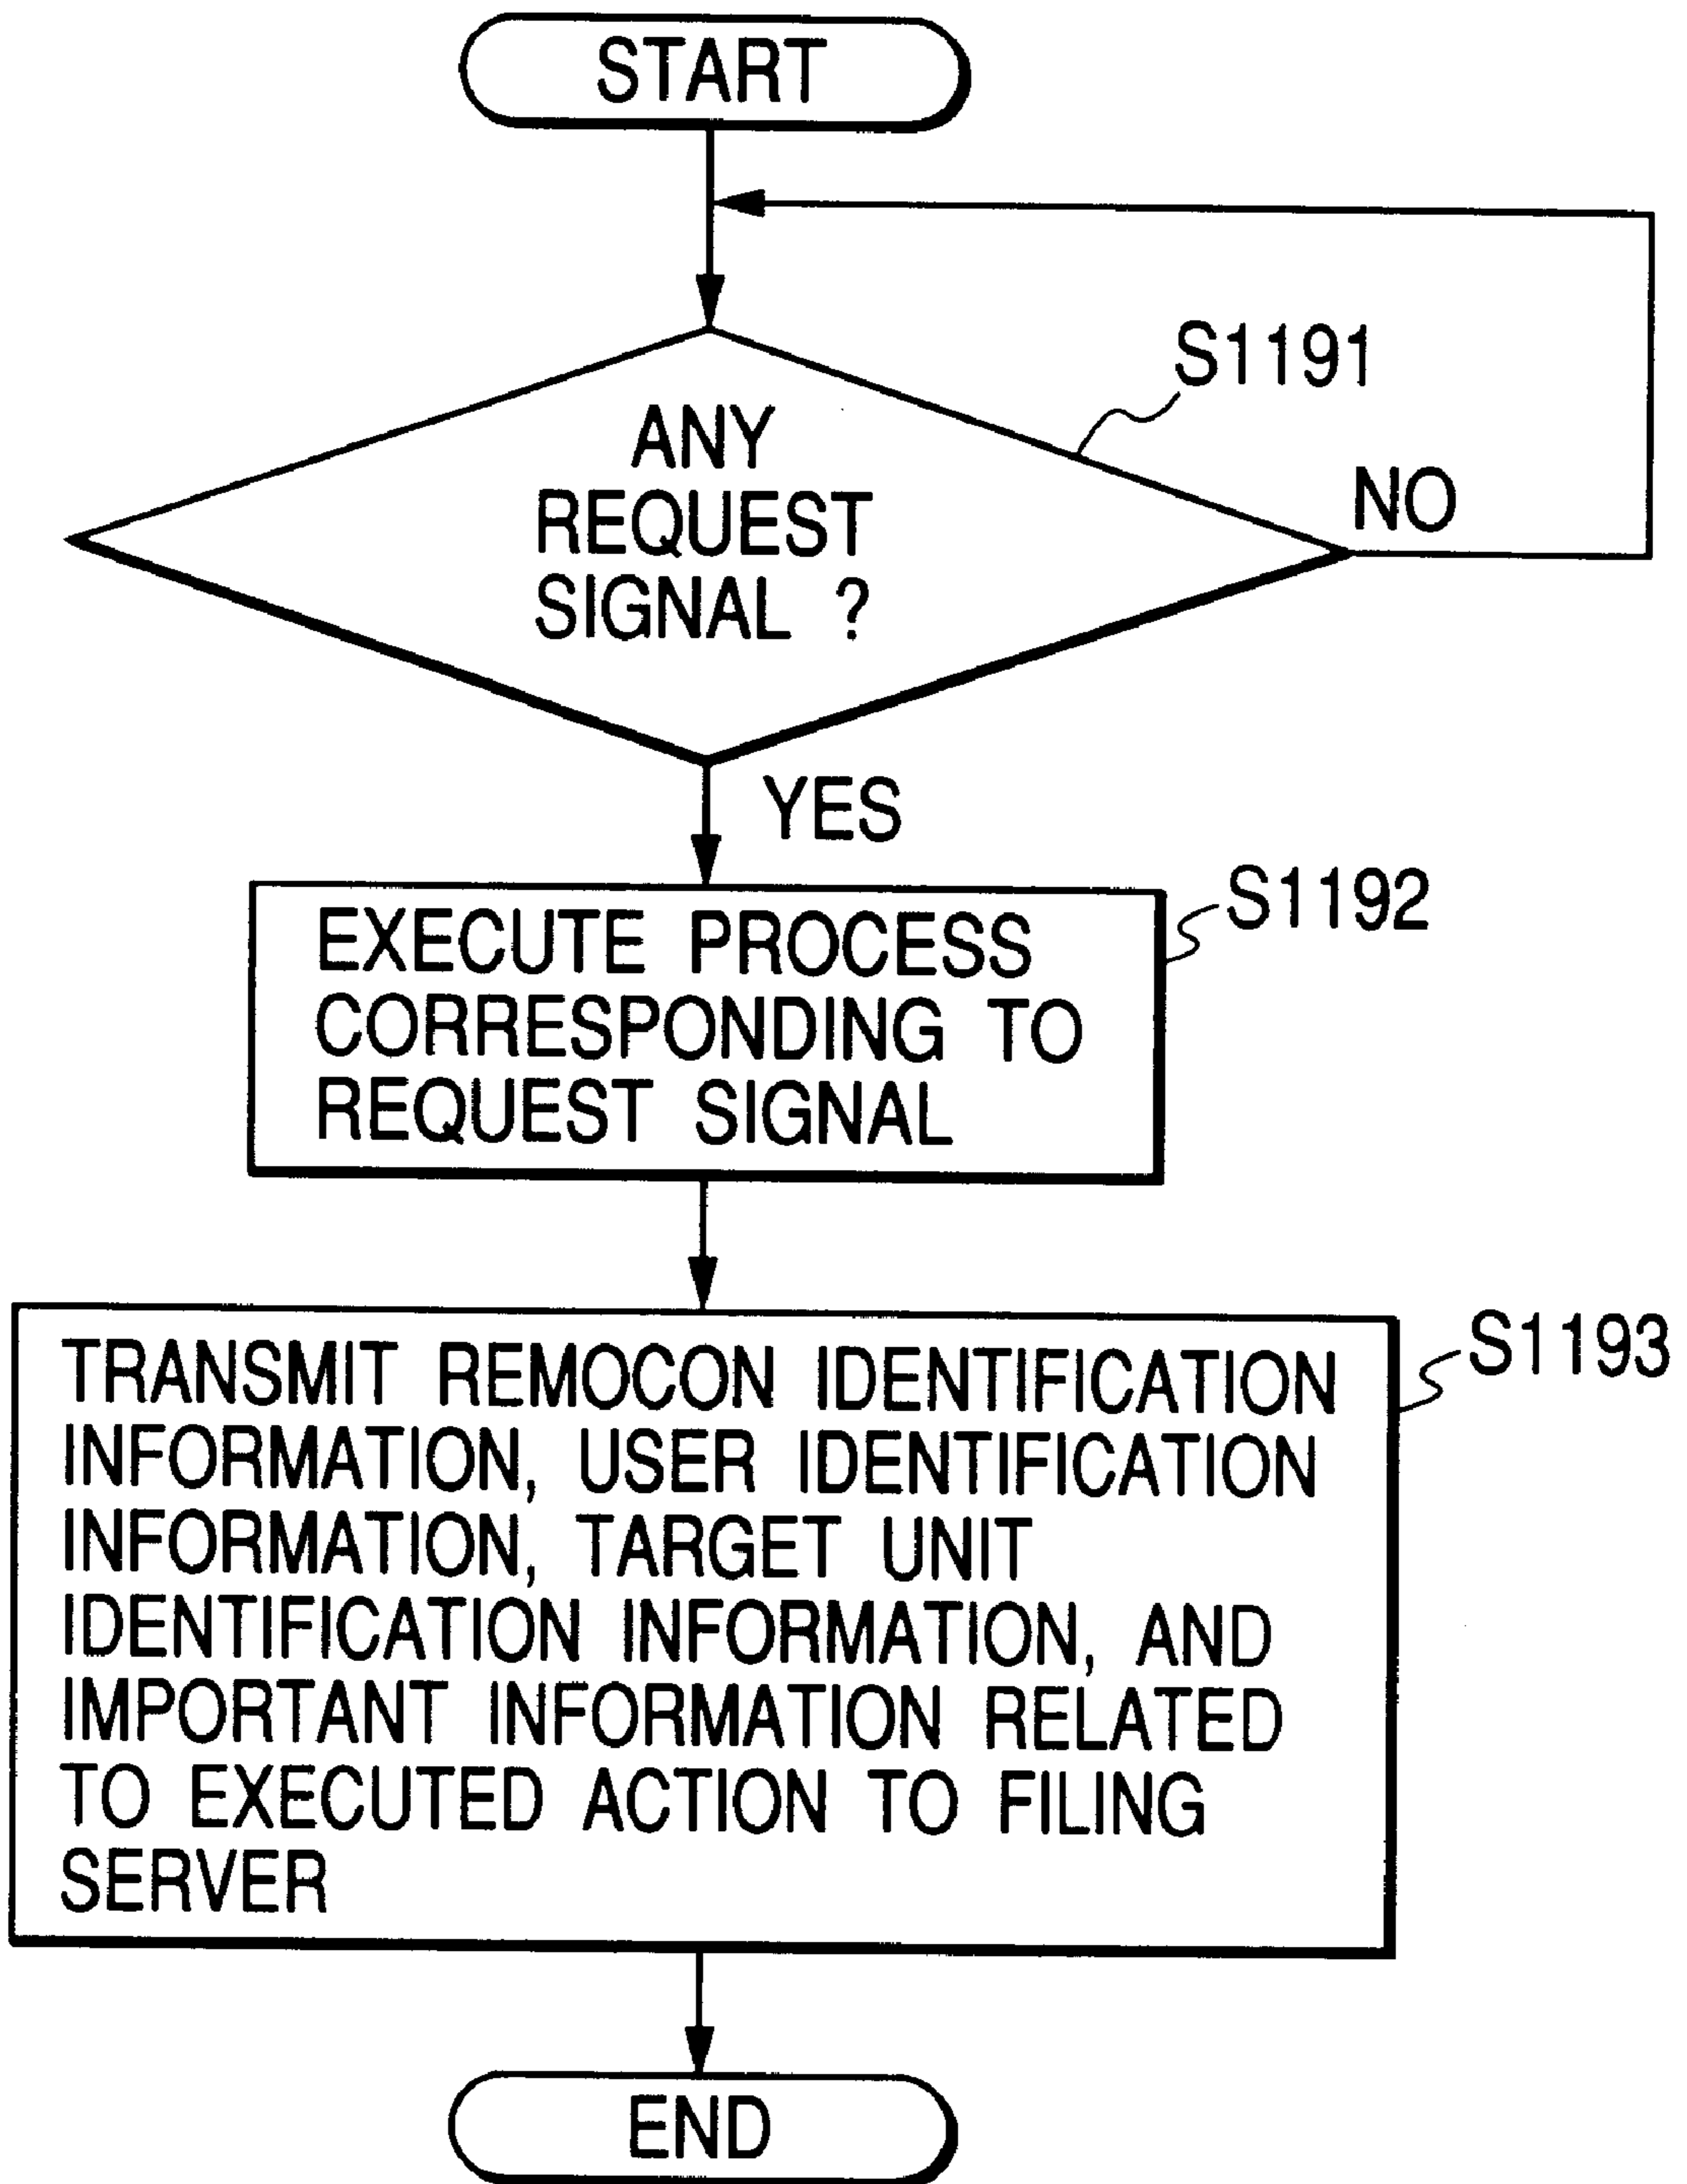 START
S1191
ANY
REQUEST
SIGNAL ?
NO
YES
S1192
EXECUTE PROCESS
CORRESPONDING TO
REQUEST SIGNAL
S1193
TRANSMIT REMOCON IDENTIFICATION
INFORMATION, USER IDENTIFICATION
INFORMATION, TARGET UNIT
IDENTIFICATION INFORMATION, AND
IMPORTANT INFORMATION RELATED
TO EXECUTED ACTION TO FILING
SERVER
END